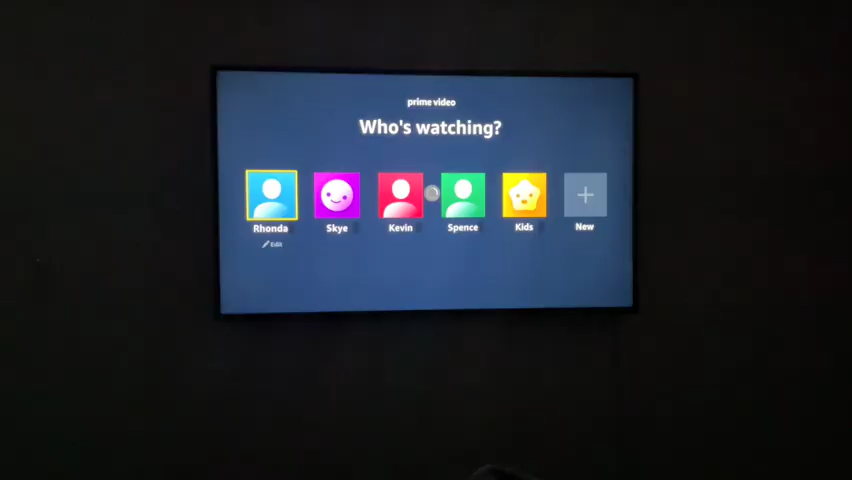 prime video
Who's watching?
Rhonda
Skye
Kevin
Spence
Kids
New
Edit